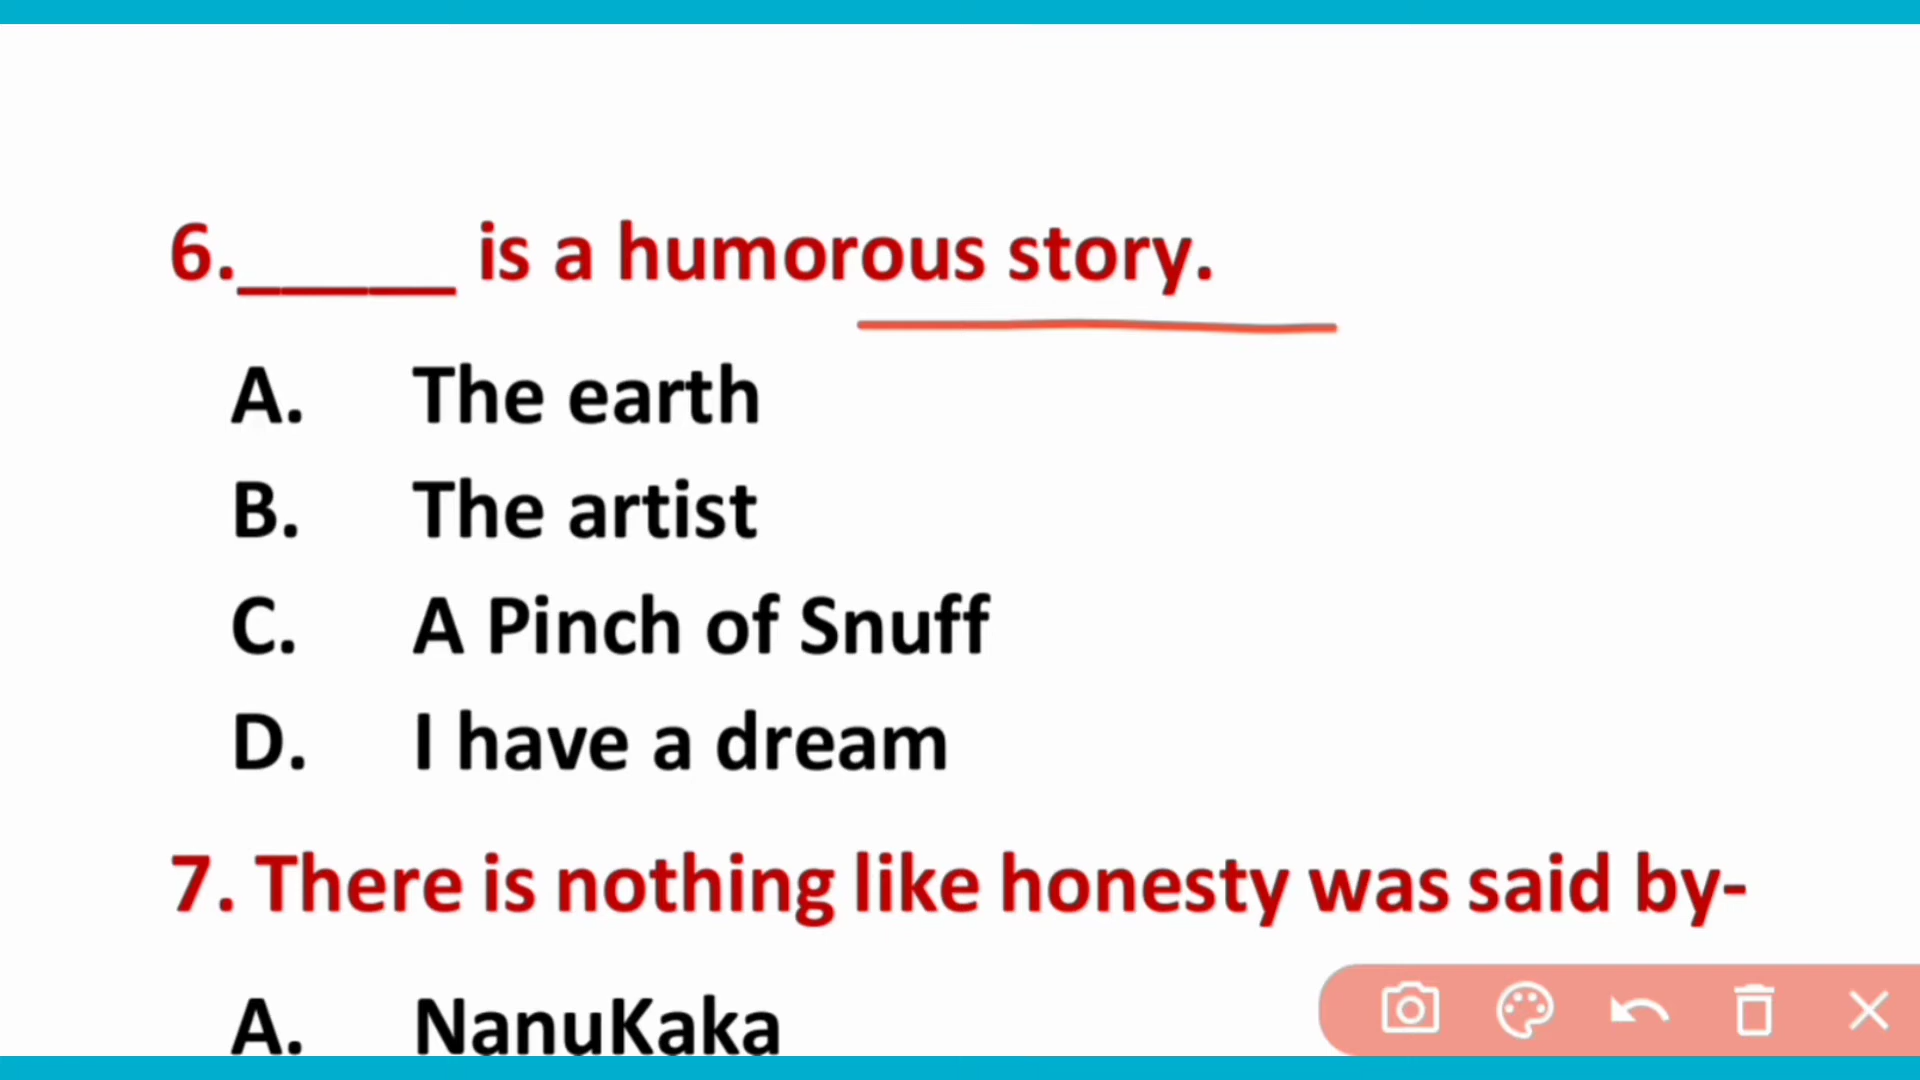 6._____ is a humorous story.
A. The earth
B. The artist
C. A Pinch of Snuff
D. I have a dream
7. There is nothing like honesty was said by-
A. NanuKaka